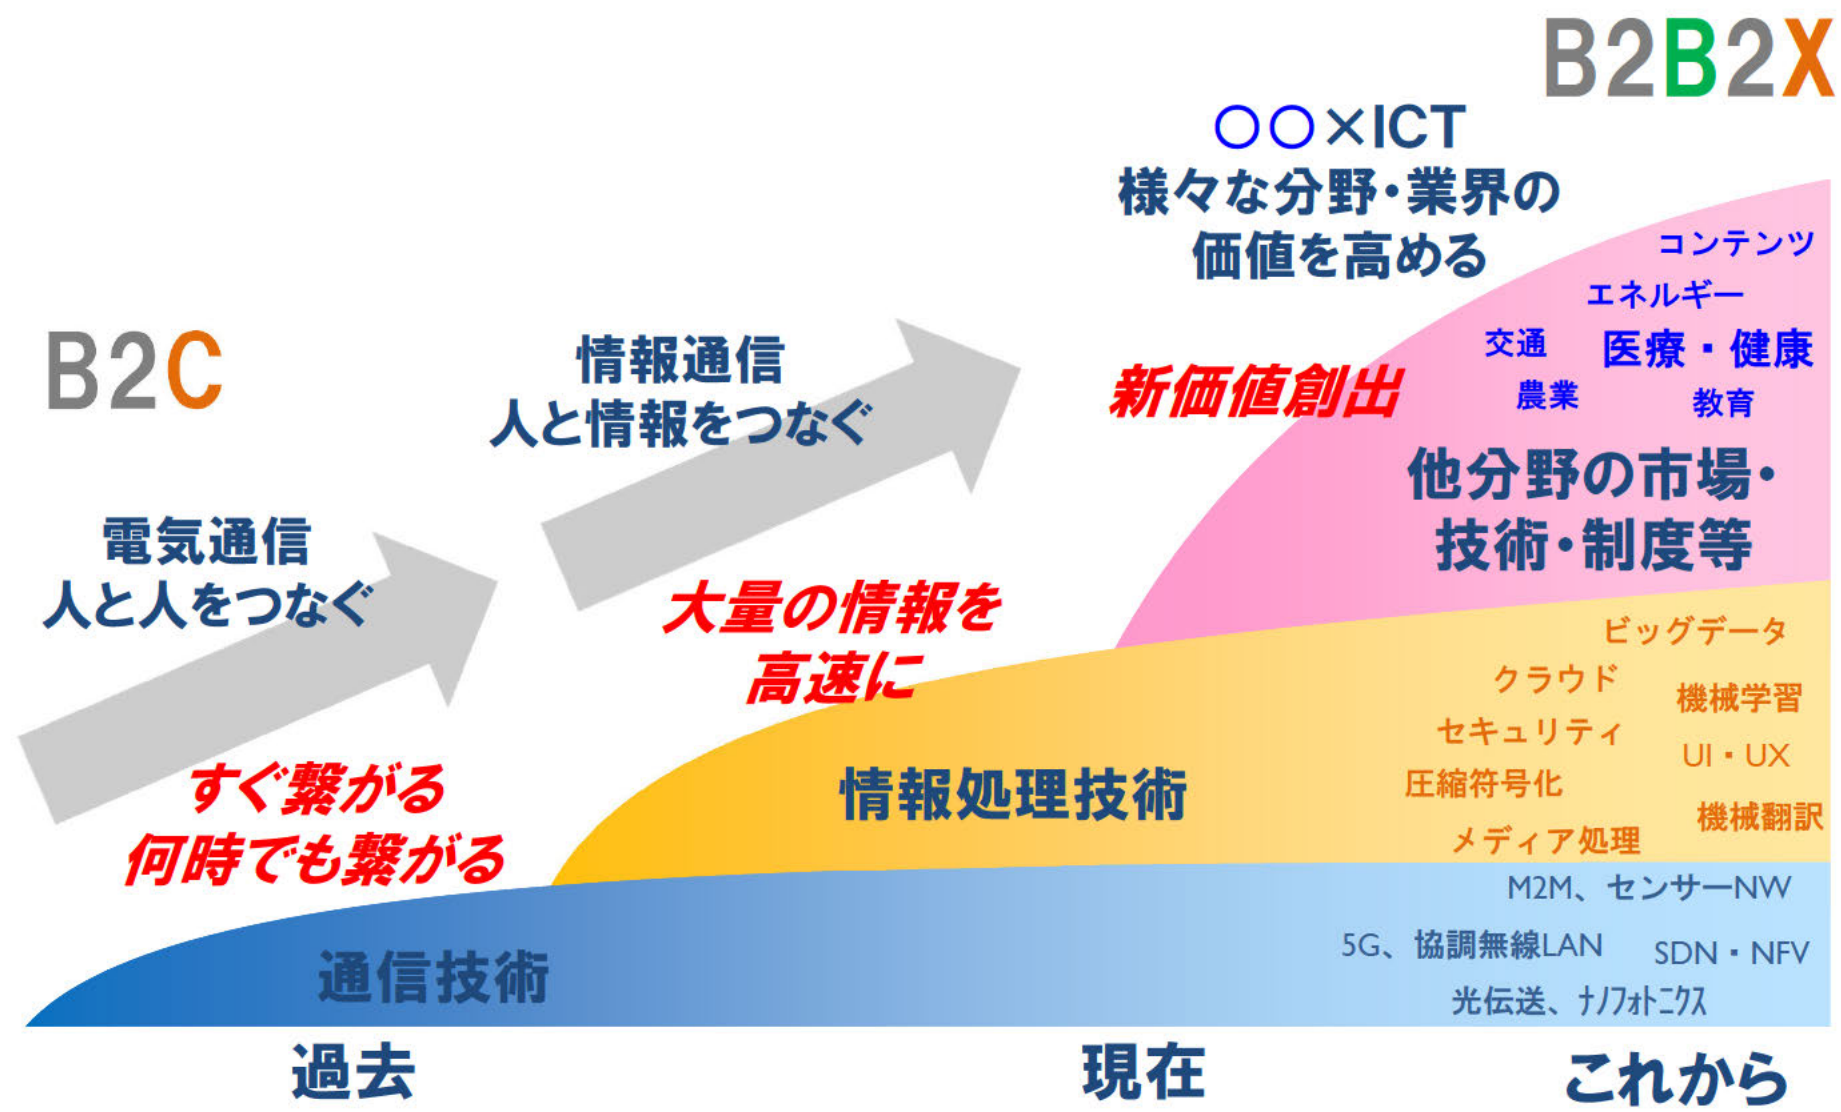 B2B2X
〇〇×ICT
様々な分野・業界の
価値を高める
B2C
情報通信
人と情報をつなぐ
電気通信
人と人をつなぐ
新価値創出
大量の情報を
高速に
すぐ繋がる
何時でも繋がる
コンテンツ
エネルギー
交通
医療・健康
農業
教育
他分野の市場・
技術・制度等
ビッグデータ
クラウド
機械学習
セキュリティ
UI・UX
圧縮符号化
機械翻訳
メディア処理
情報処理技術
M2M、センサーNW
5G、協調無線LAN
SDN・NFV
光伝送、ﾅﾉﾌｫﾄﾆｸｽ
通信技術
過去
現在
これから